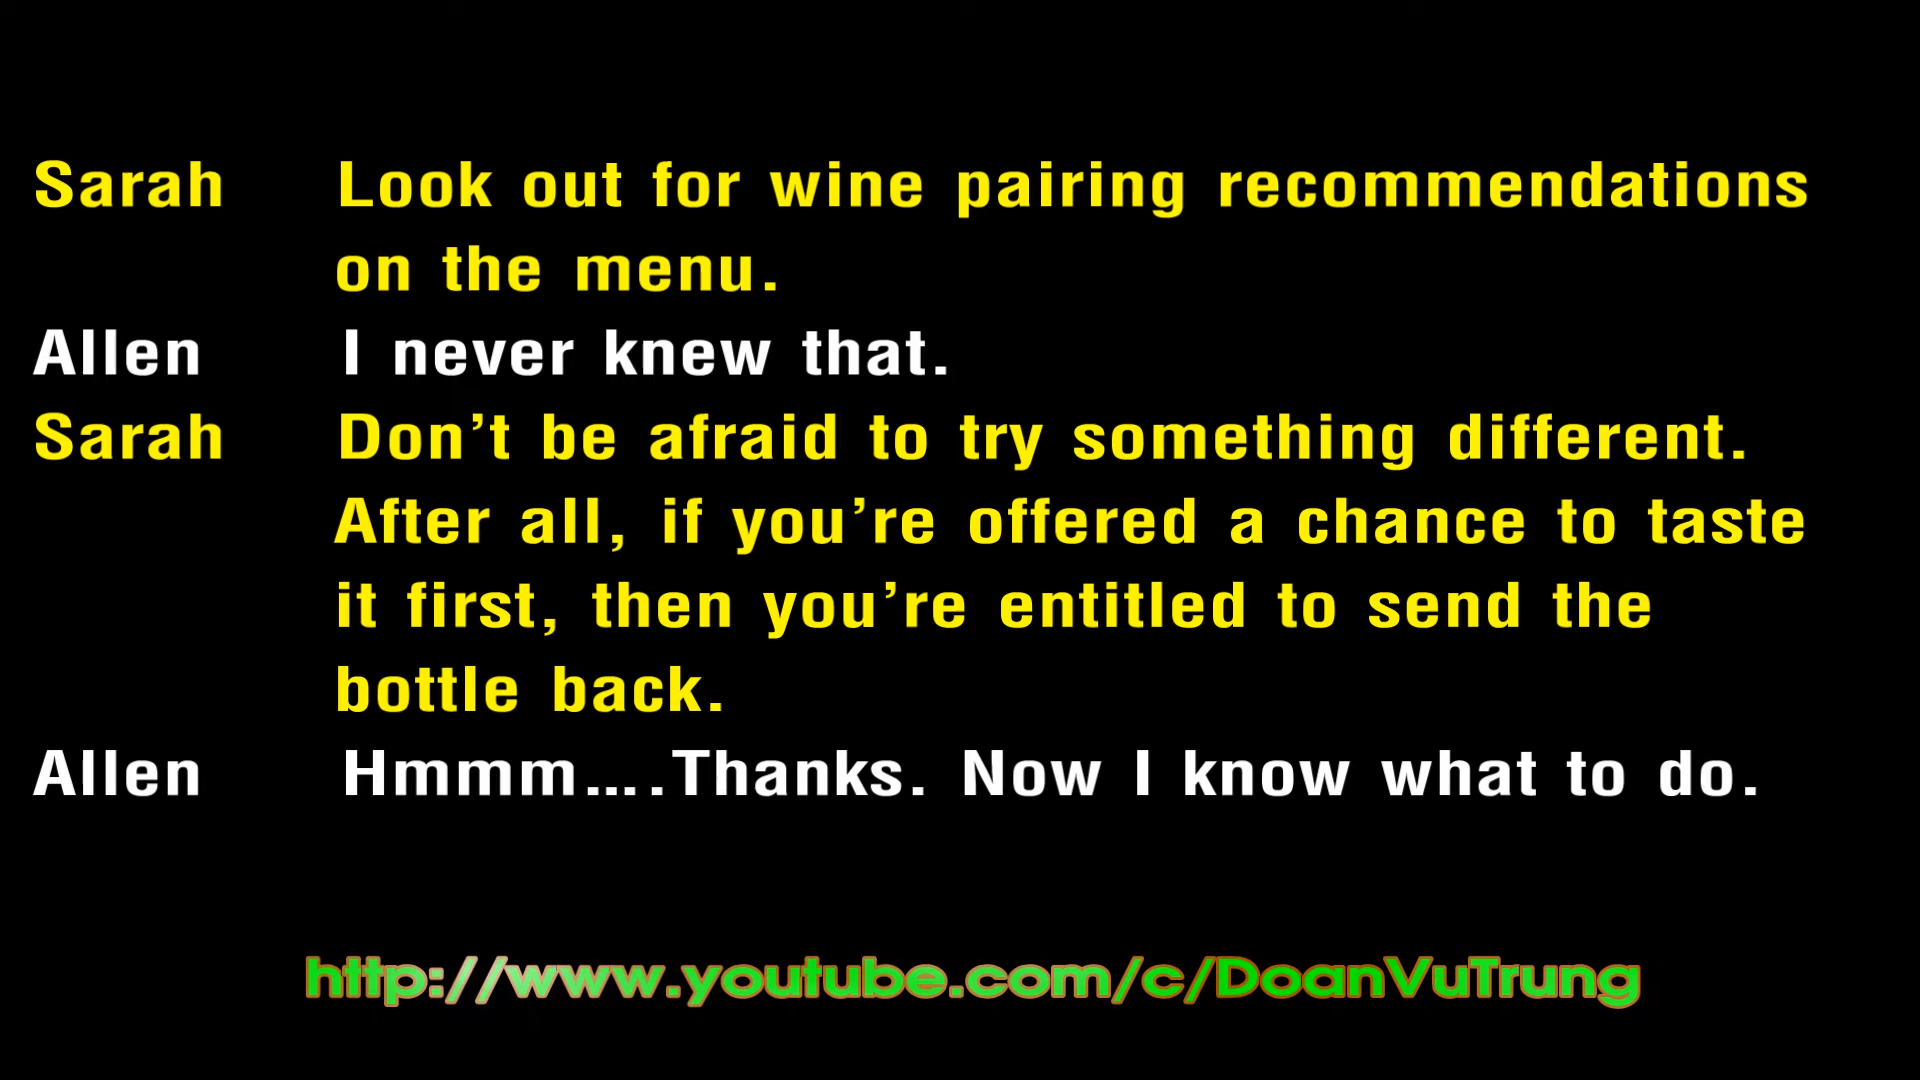 Sarah Look out for wine pairing recommendations
on the menu.
Allen I never knew that.
Sarah Don’t be afraid to try something different.
After all, if you’re offered a chance to taste
it first, then you’re entitled to send the
bottle back.
Allen Hmmm....Thanks. Now I know what to do.
http://www.youtube.com/c/DoanVuTrung